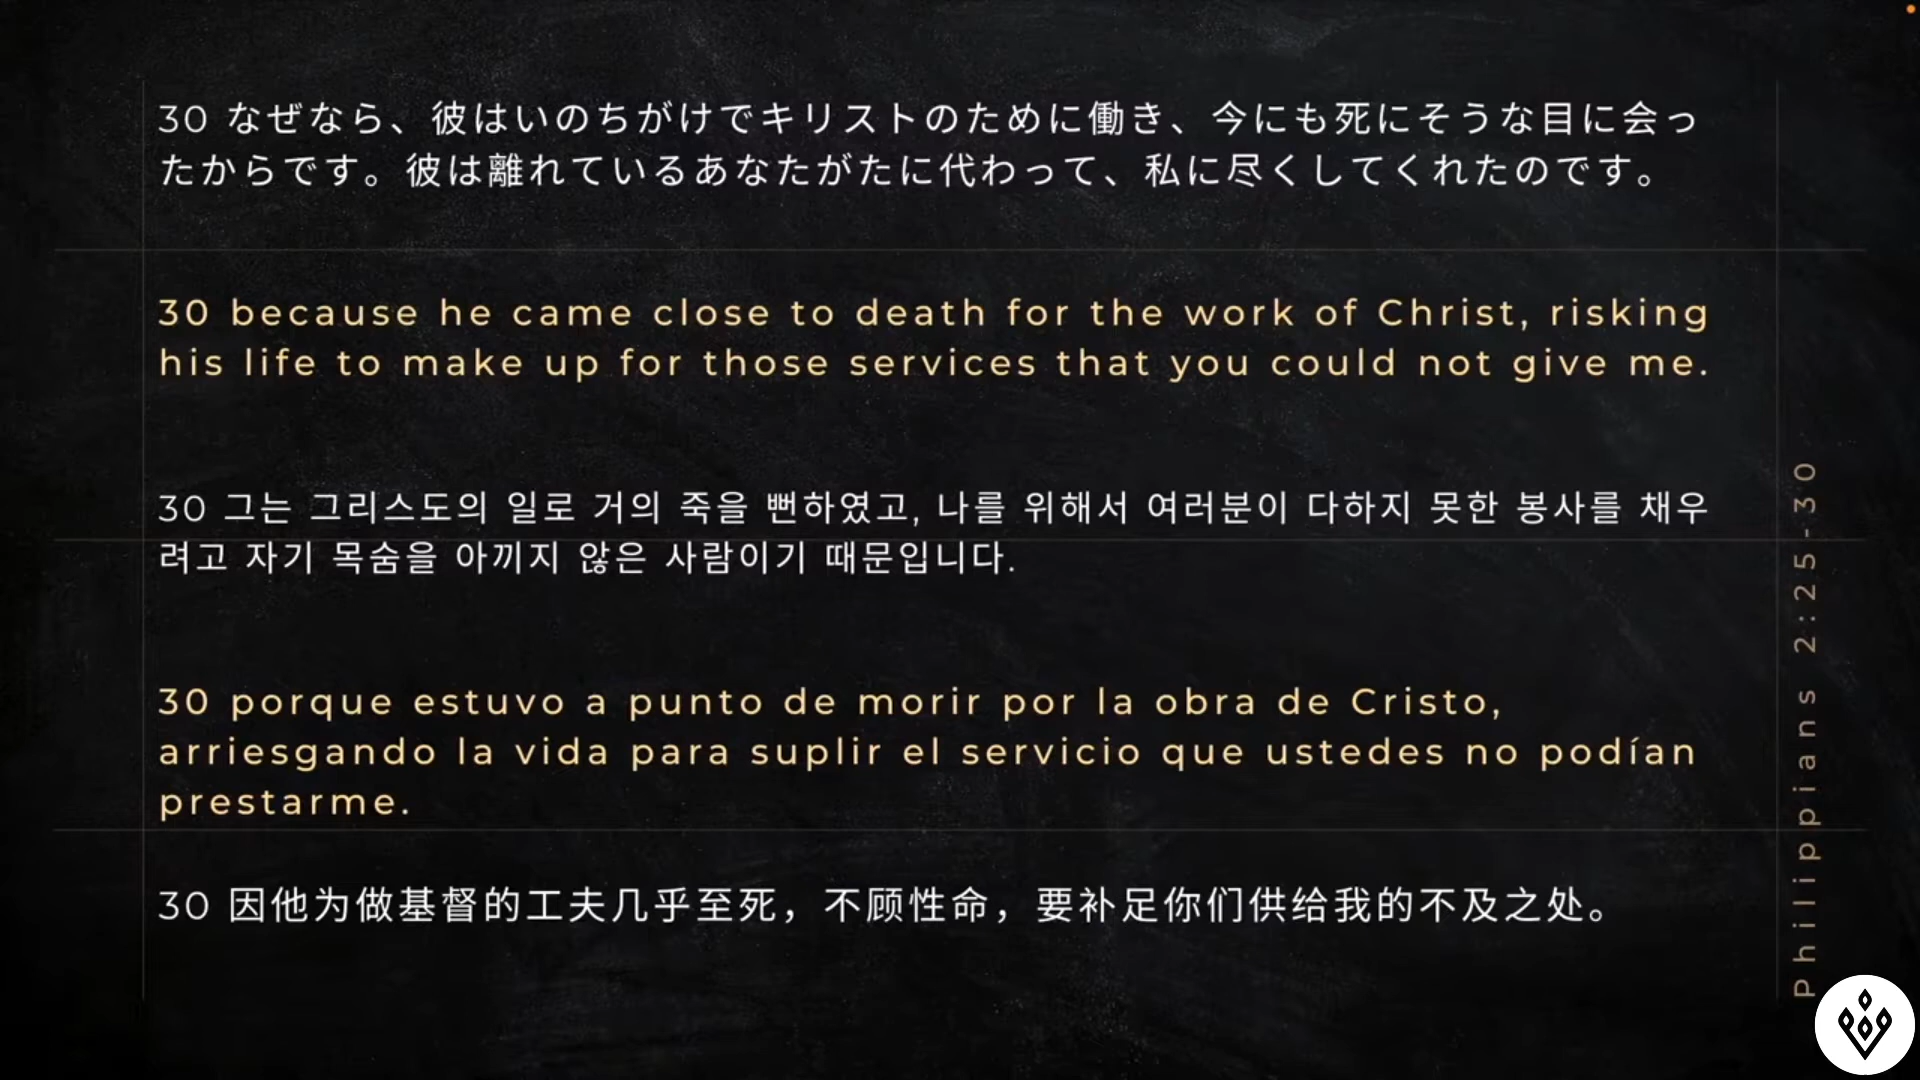 30 なぜなら、彼はいのちがけでキリストのために働き、今にも死にそうな目に会っ
たからです。彼は離れているあなたがたに代わって、私に尽くしてくれたのです。
30 because he came close to death for the work of Christ, risking
his life to make up for those services that you could not give me.
30 그는 그리스도의 일로 거의 죽을 뻔하였고, 나를 위해서 여러분이 다하지 못한 봉사를 채우
려고 자기 목숨을 아끼지 않은 사람이기 때문입니다.
30 porque estuvo a punto de morir por la obra de Cristo,
arriesgando la vida para suplir el servicio que ustedes no podían
prestarme.
30 因他为做基督的工夫几乎至死，不顾性命，要补足你们供给我的不及之处。
Philippians 2:25-30